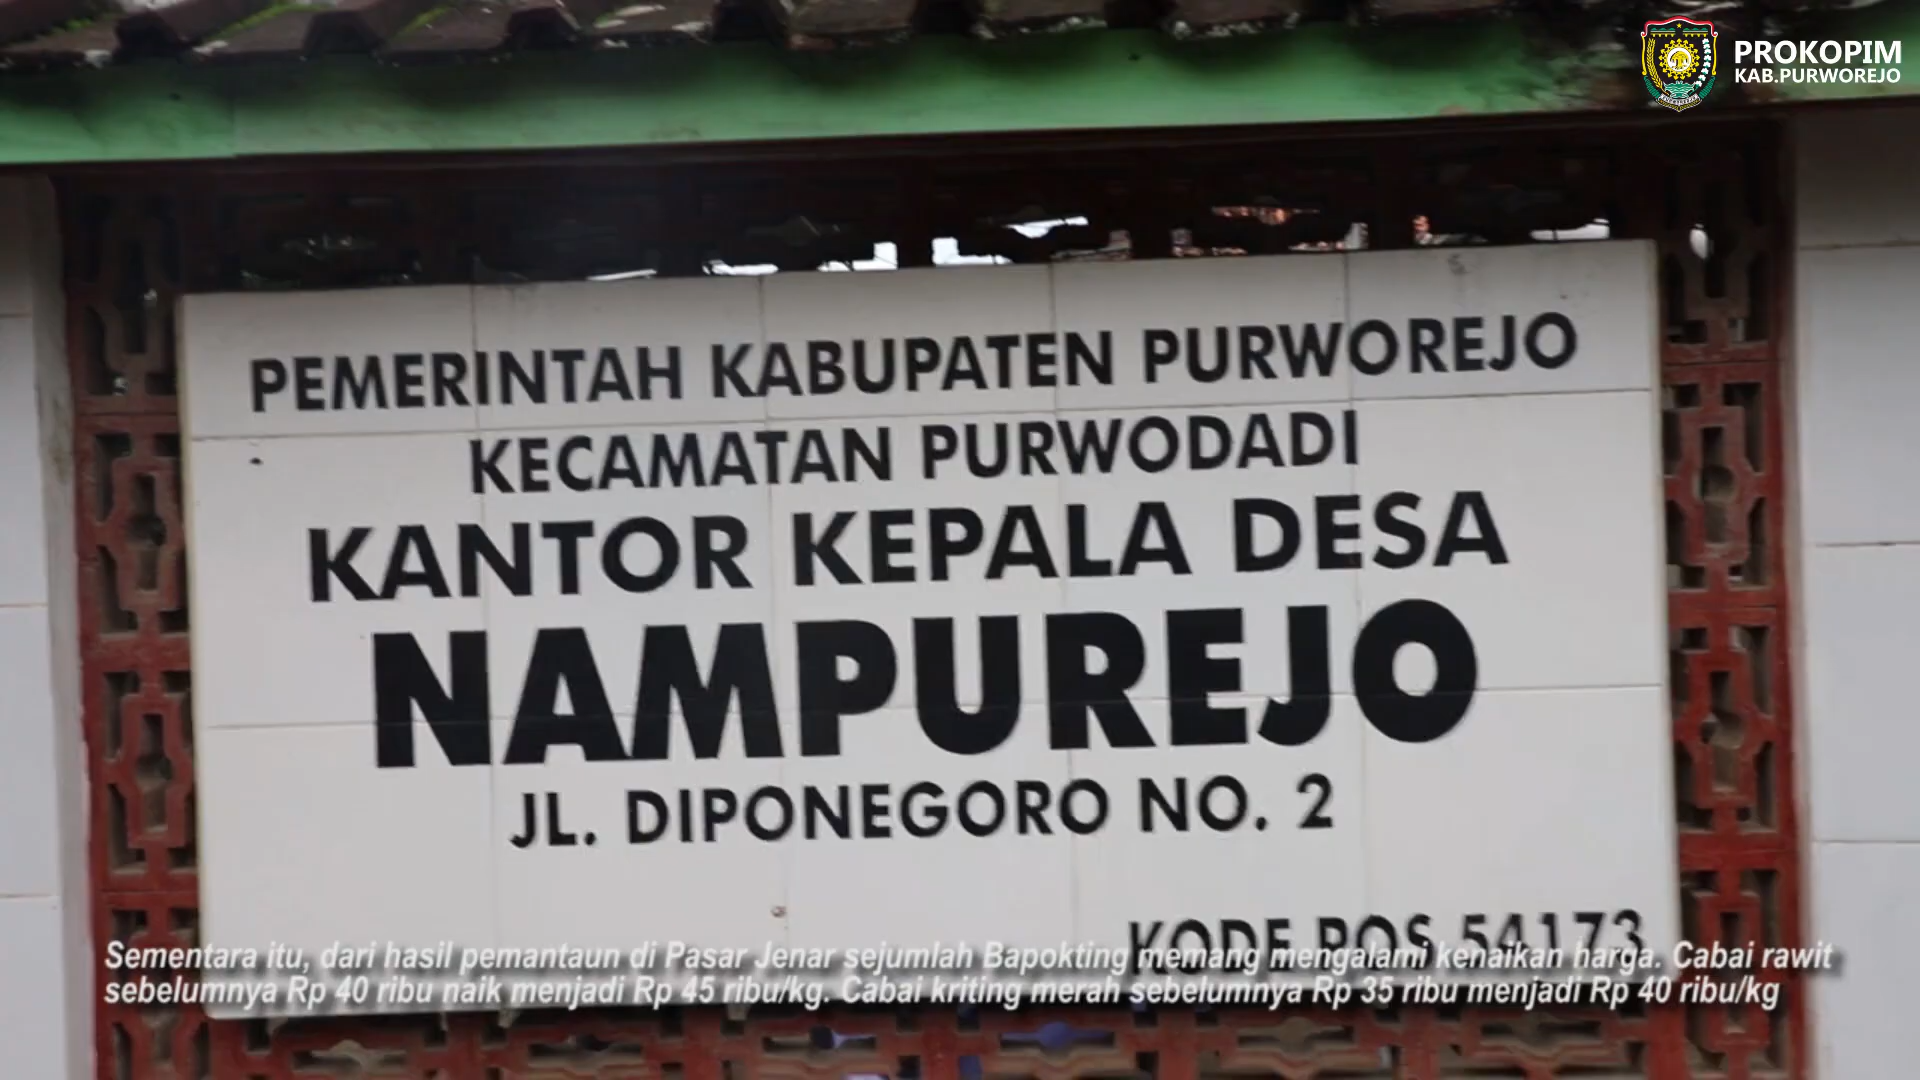 PROKOPIM
KAB.PURWOREJO
PEMERINTAH KABUPATEN PURWOREJO
KECAMATAN PURWODADI
KANTOR KEPALA DESA
NAMPUREJO
JL. DIPONEGORO NO. 2
KODE POS 54173
Sementara itu, dari hasil pemantaun di Pasar Jenar sejumlah Bapokting memang mengalami kenaikan harga. Cabai rawit
sebelumnya Rp 40 ribu naik menjadi Rp 45 ribu/kg. Cabai kriting merah sebelumnya Rp 35 ribu menjadi Rp 40 ribu/kg